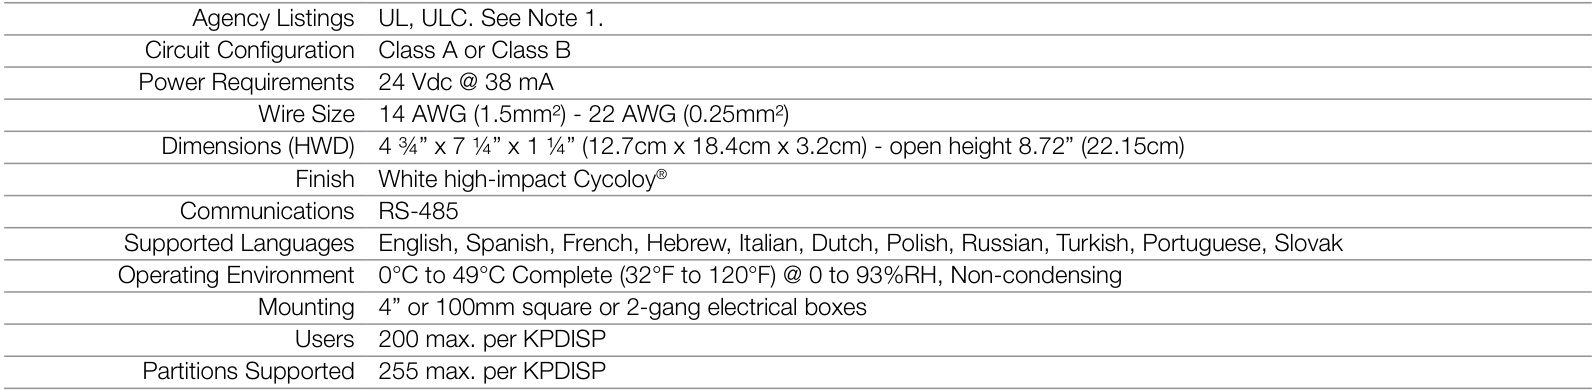 Agency Listings UL, ULC. See Note 1.
Circuit Configuration Class A or Class B
Power Requirements 24 Vdc @ 38 mA
Wire Size 14 AWG (1.5mm²) - 22 AWG (0.25mm²)
Dimensions (HWD) 4 ¾” x 7 ¼” x 1 ¼” (12.7cm x 18.4cm x 3.2cm) - open height 8.72” (22.15cm)
Finish White high-impact Cycoloy®
Communications RS-485
Supported Languages English, Spanish, French, Hebrew, Italian, Dutch, Polish, Russian, Turkish, Portuguese, Slovak
Operating Environment 0°C to 49°C Complete (32°F to 120°F) @ 0 to 93%RH, Non-condensing
Mounting 4” or 100mm square or 2-gang electrical boxes
Users 200 max. per KPDISP
Partitions Supported 255 max. per KPDISP